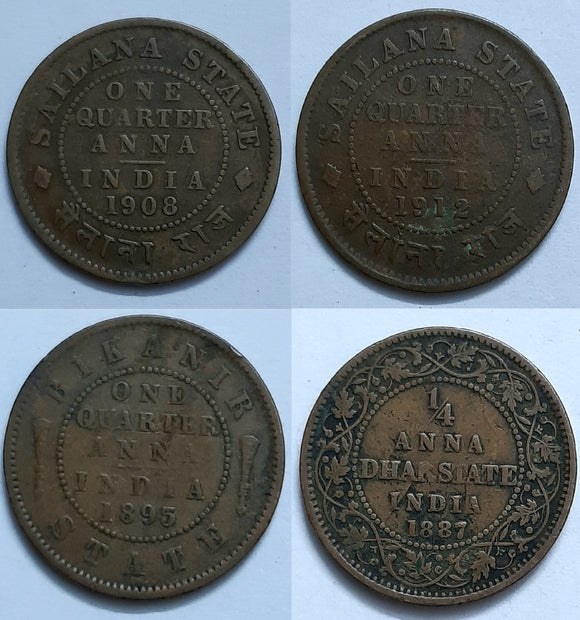 SAILANA STATE
ONE
QUARTER
ANNA
INDIA
1908
सैलाना राज
SAILANA STATE
ONE
QUARTER
ANNA
INDIA
1912
सैलाना राज
BIKANIR
ONE
QUARTER
ANNA
INDIA
1895
STATE
1/4
ANNA
DHAR STATE
INDIA
1887